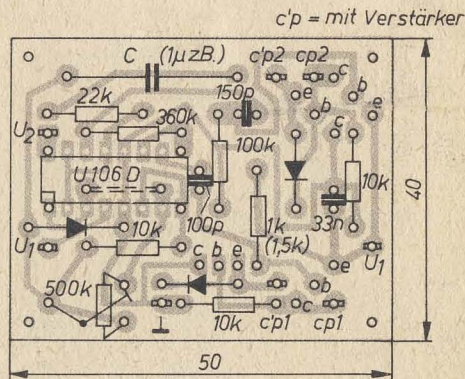 c'p = mit Verstärker
C (1µ z.B.) c'p2 cp2 c
150p e b b e
22k
360k c
U2 100k
U106 D 10k
100p 33n
1k
(1,5k)
U1 10k U1
c b e e
500k b
10k c'p1 c cp1
40
50